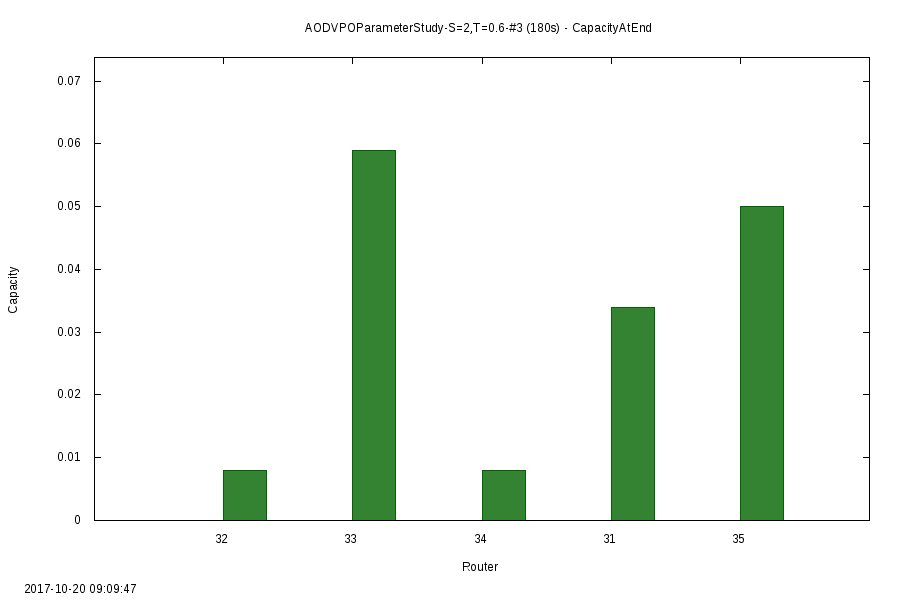 AODVPOParameterStudy-S=2,T=0.6-#3 (180s) - CapacityAtEnd
0.07
0.06
0.05
0.04
0.03
0.02
0.01
0
Capacity
32 33 34 31 35
Router
2017-10-20 09:09:47